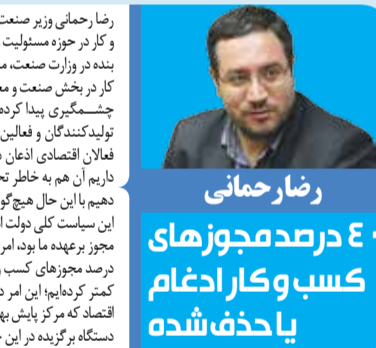 رضا رحمانی
۴۰ درصد مجوزهای
کسب و کار ادغام
یا حذف شده
رضا رحمانی وزیر صنعت
و کار در حوزه مسئولیت
بنده در وزارت صنعت، م
کار در بخش صنعت و مع
چشمگیری پیدا کرده
تولیدکنندگان و فعالین
فعالان اقتصادی اذعان د
داریم آن هم به خاطر تح
دهیم با این حال هیچ‌گو
این سیاست کلی دولت ا
مجوز برعهده ما بود، امر
درصد مجوزهای کسب و
کمتر کرده‌ایم؛ این امر د
اقتصاد که مرکز پایش به
دستگاه برگزیده در این ح